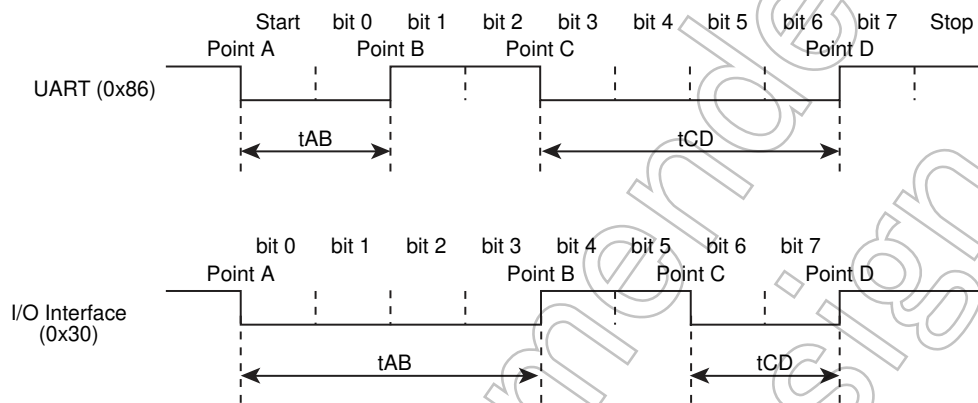 Start bit 0 bit 1 bit 2 bit 3 bit 4 bit 5 bit 6 bit 7 Stop
Point A Point B Point C Point D
UART (0x86)
tAB tCD
bit 0 bit 1 bit 2 bit 3 bit 4 bit 5 bit 6 bit 7
Point A Point B Point C Point D
I/O Interface
(0x30)
tAB tCD